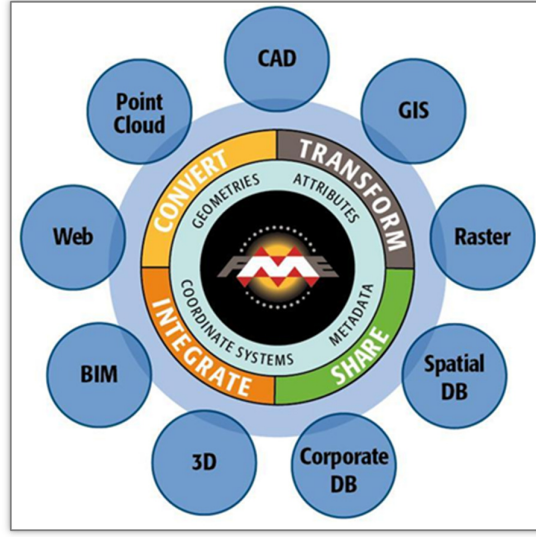 CAD
GIS
Raster
Spatial
DB
Corporate
DB
3D
BIM
Web
Point
Cloud
CONVERT
TRANSFORM
SHARE
INTEGRATE
GEOMETRIES
ATTRIBUTES
METADATA
COORDINATE SYSTEMS
FME